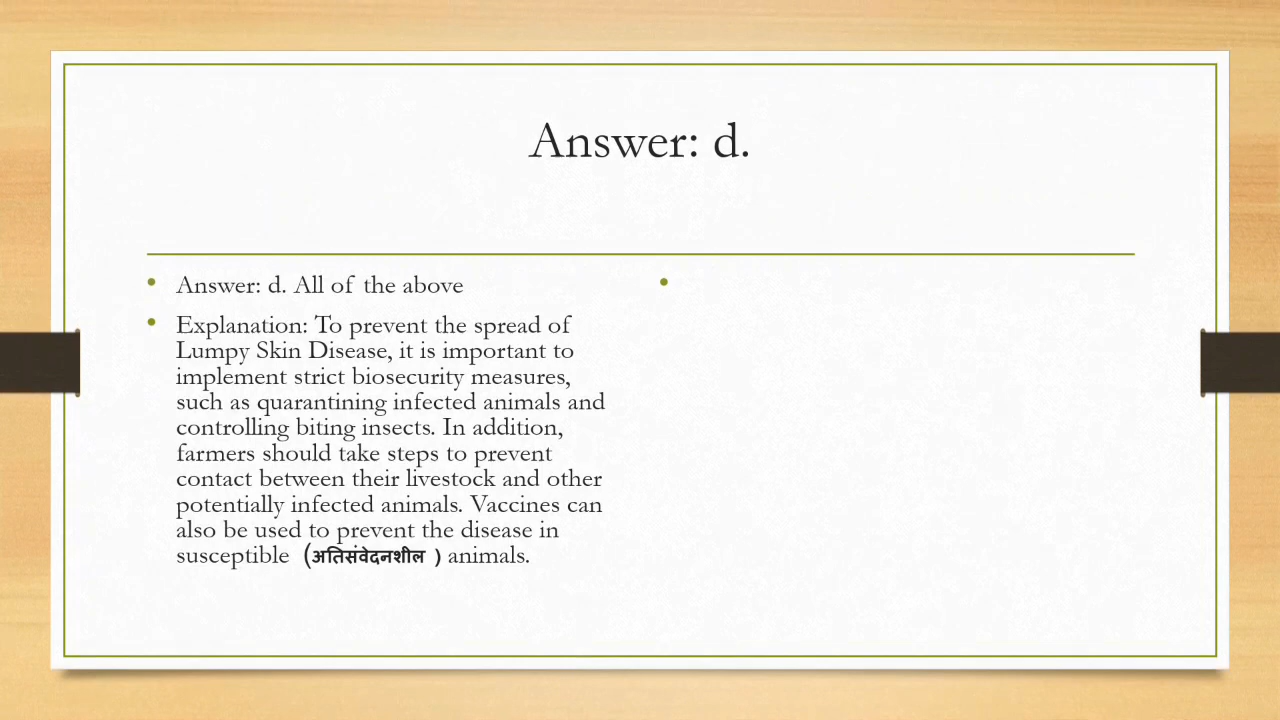 Answer: d.
• Answer: d. All of the above
• Explanation: To prevent the spread of
Lumpy Skin Disease, it is important to
implement strict biosecurity measures,
such as quarantining infected animals and
controlling biting insects. In addition,
farmers should take steps to prevent
contact between their livestock and other
potentially infected animals. Vaccines can
also be used to prevent the disease in
susceptible (अतिसंवेदनशील ) animals.
•